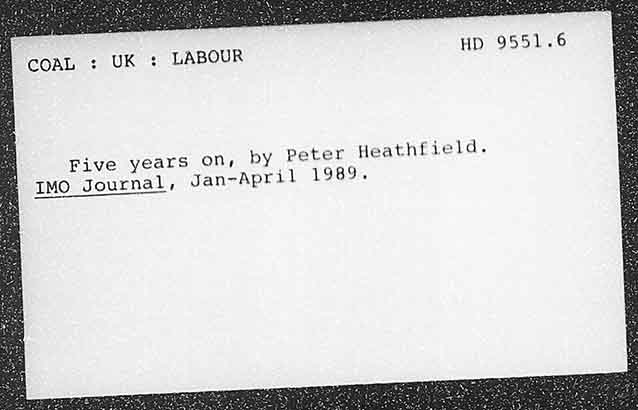 COAL : UK : LABOUR
HD 9551.6
Five years on, by Peter Heathfield.
IMO Journal, Jan-April 1989.